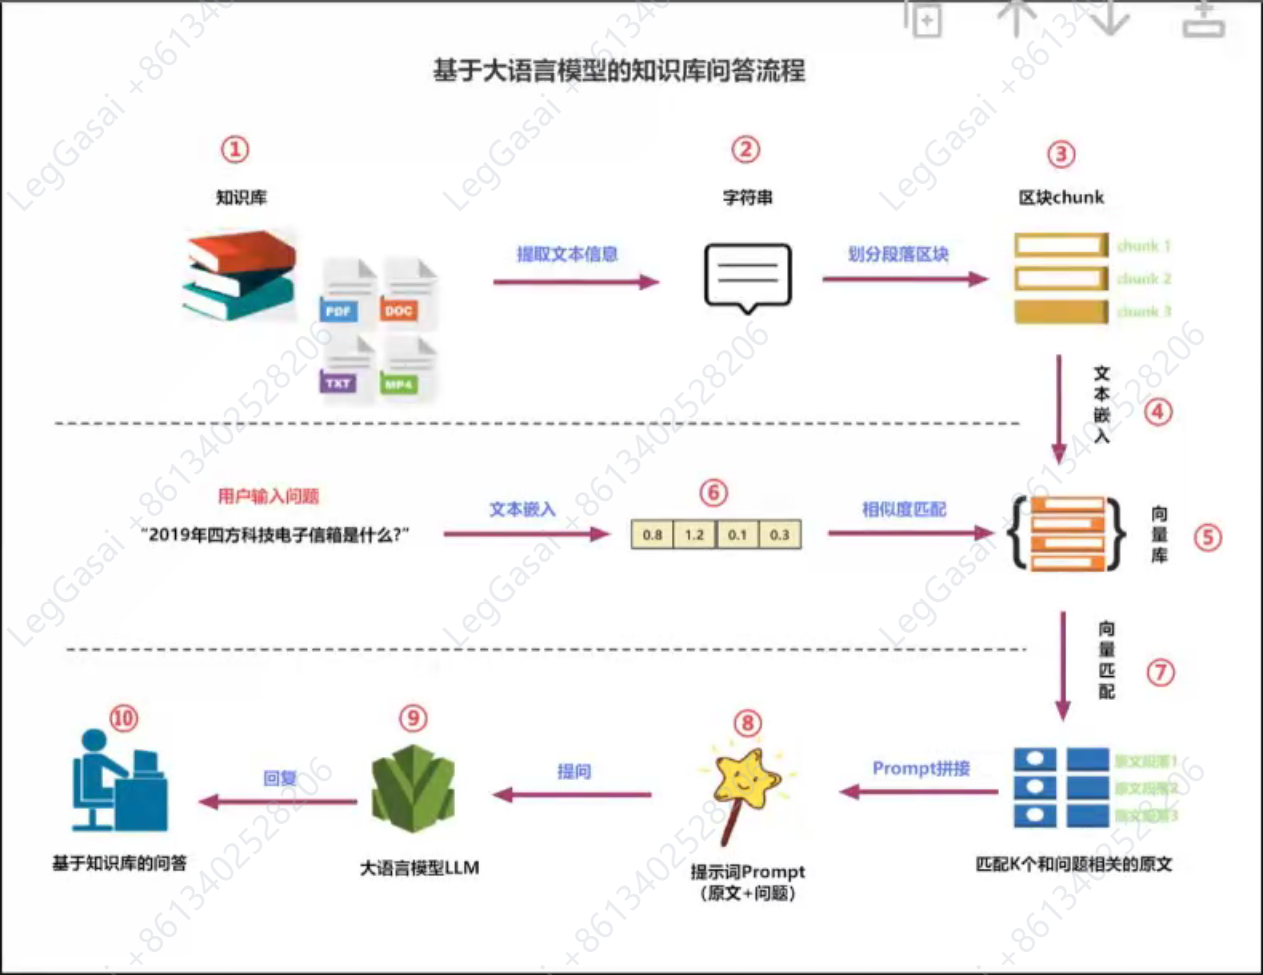 基于大语言模型的知识库问答流程
①
②
③
知识库
字符串
区块chunk
提取文本信息
划分段落区块
chunk 1
chunk 2
chunk 3
PDF
DOC
TXT
MP4
文本嵌入
④
用户输入问题
“2019年四方科技电子信箱是什么?”
文本嵌入
⑥
0.8 1.2 0.1 0.3
相似度匹配
向量库
⑤
向量匹配
⑦
⑩
⑨
⑧
回复
提问
Prompt拼接
原文段落1
原文段落2
原文段落3
基于知识库的问答
大语言模型LLM
提示词Prompt
(原文+问题)
匹配K个和问题相关的原文
LegGasai +8613402528206